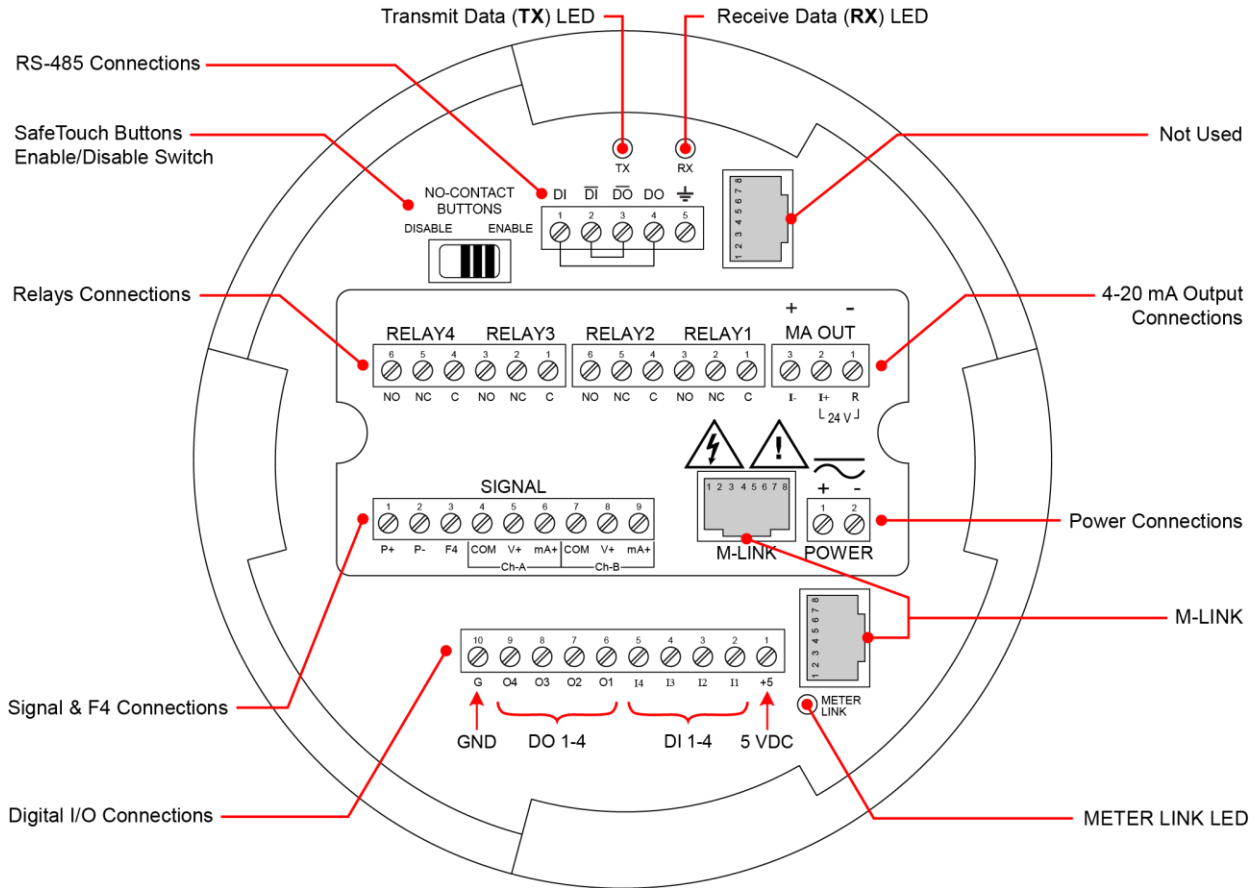 Transmit Data (TX) LED
Receive Data (RX) LED
RS-485 Connections
SafeTouch Buttons
Enable/Disable Switch
Not Used
TX
RX
NO-CONTACT
BUTTONS
DISABLE ENABLE
DI D̅I̅ D̅O̅ DO ⏚
1 2 3 4 5
1 2 3 4 5 6 7 8
Relays Connections
4-20 mA Output
Connections
+ -
RELAY4 RELAY3 RELAY2 RELAY1 MA OUT
6 5 4 3 2 1 6 5 4 3 2 1 3 2 1
NO NC C NO NC C NO NC C NO NC C I- I+ R
24 V
SIGNAL
1 2 3 4 5 6 7 8 9
P+ P- F4 COM V+ mA+ COM V+ mA+
Ch-A Ch-B
!
1 2 3 4 5 6 7 8
M-LINK
+ -
1 2
POWER
Power Connections
M-LINK
1 2 3 4 5 6 7 8
10 9 8 7 6 5 4 3 2 1
G O4 O3 O2 O1 I4 I3 I2 I1 +5
METER
LINK
GND DO 1-4 DI 1-4 5 VDC
Signal & F4 Connections
Digital I/O Connections
METER LINK LED